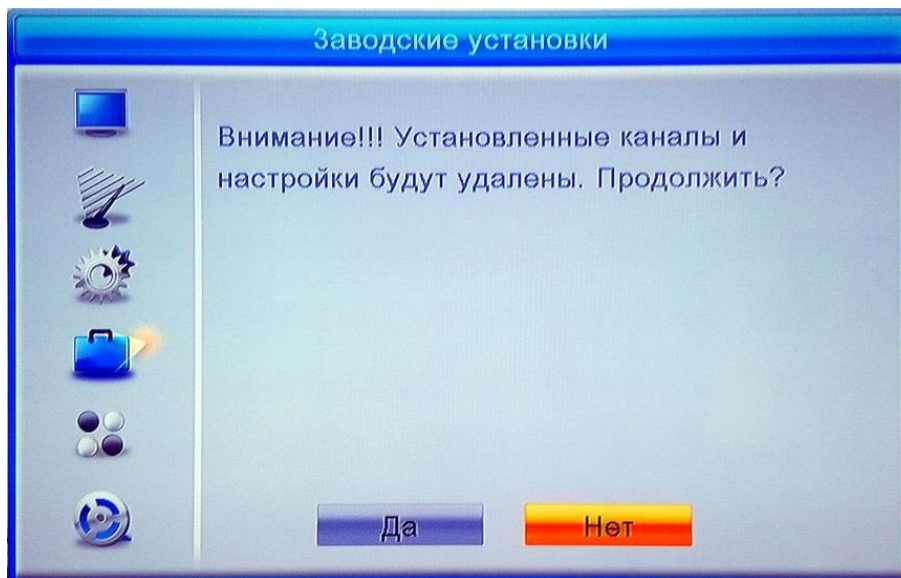 Заводские установки
Внимание!!! Установленные каналы и
настройки будут удалены. Продолжить?
Да
Нет